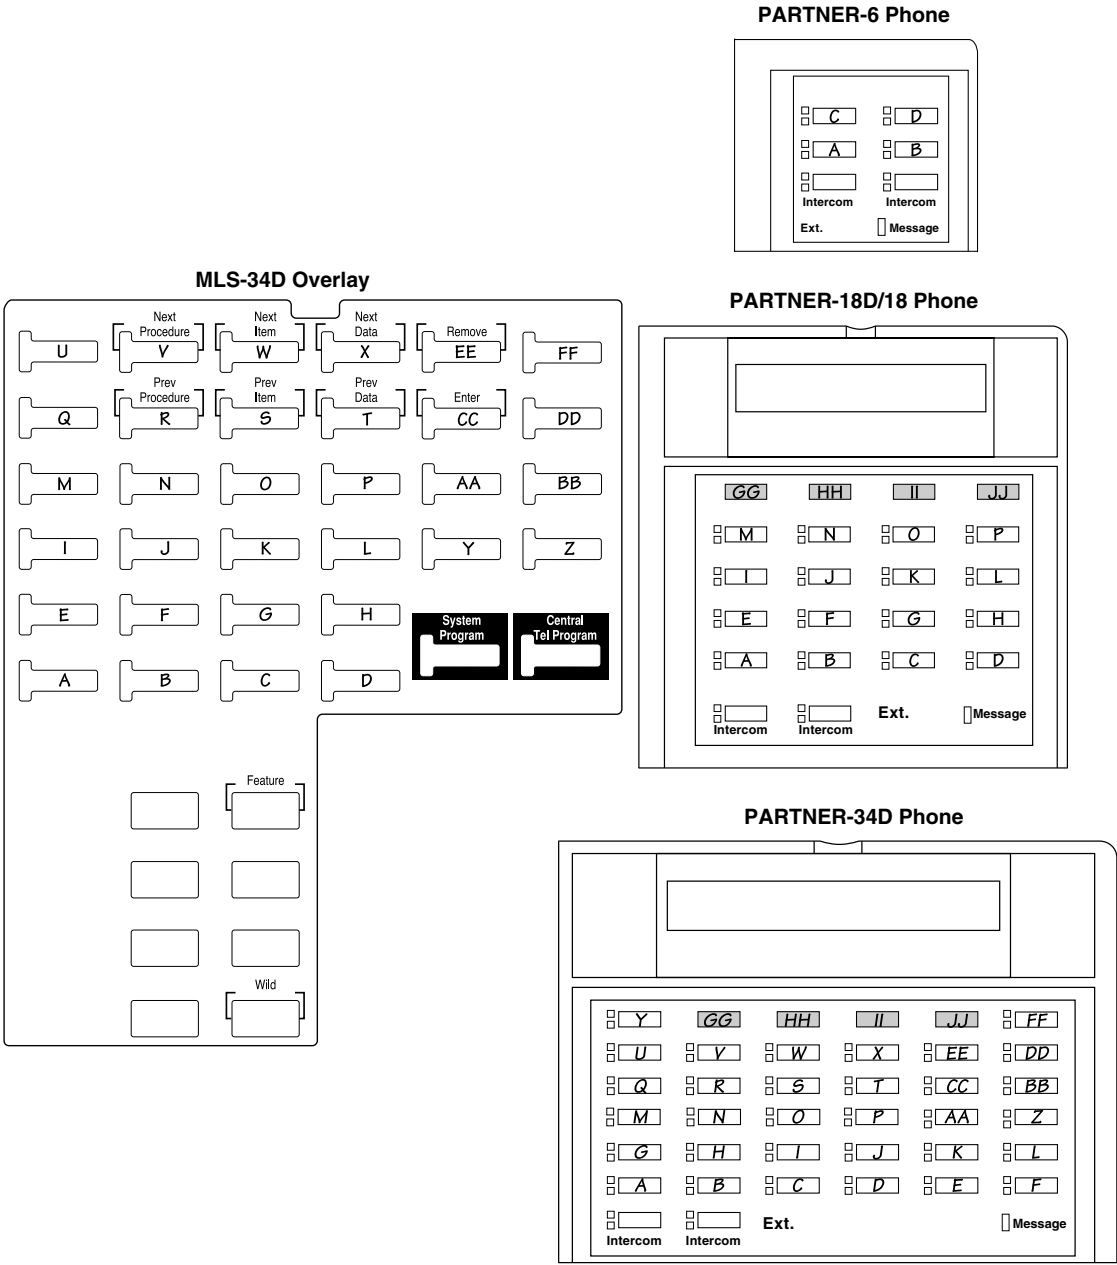 PARTNER-6 Phone
C D
A B
Intercom Intercom
Ext. Message
MLS-34D Overlay
Next Procedure Next Item Next Data Remove
U V W X EE FF
Prev Procedure Prev Item Prev Data Enter
Q R S T CC DD
M N O P AA BB
I J K L Y Z
E F G H
System Program Central Tel Program
A B C D
Feature
Wild
PARTNER-18D/18 Phone
GG HH II JJ
M N O P
I J K L
E F G H
A B C D
Ext. Message
Intercom Intercom
PARTNER-34D Phone
Y GG HH II JJ FF
U V W X EE DD
Q R S T CC BB
M N O P AA Z
G H I J K L
A B C D E F
Ext. Message
Intercom Intercom